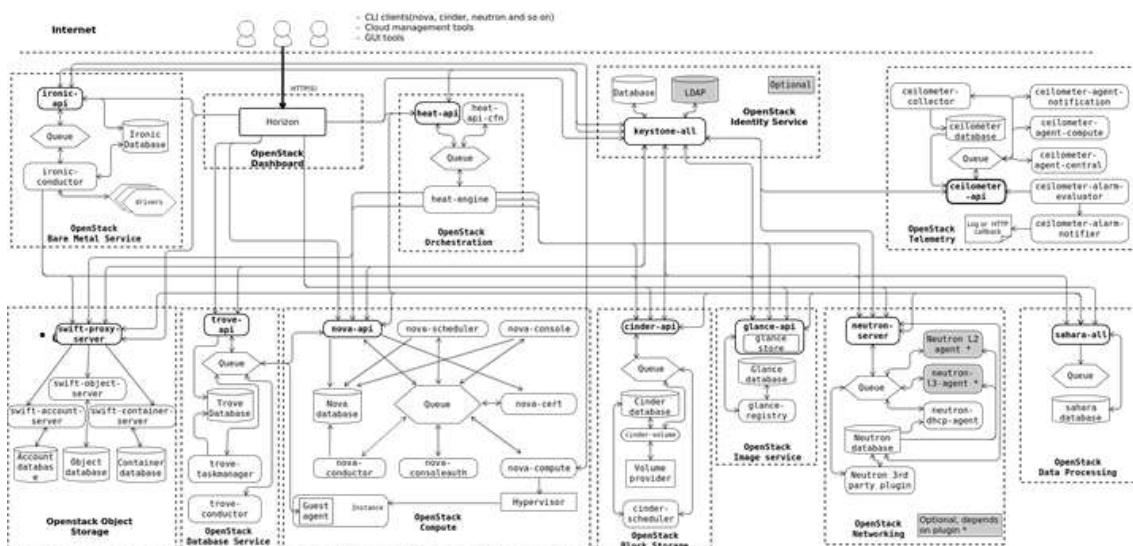 Internet
- CLI clients(nova, cinder, neutron and so on)
- Cloud management tools
- GUI tools
HTTP(S)
ironic-
api
Queue
Ironic
Database
ironic-
conductor
drivers
OpenStack
Bare Metal Service
Horizon
OpenStack
Dashboard
heat-api
heat-
api-cfn
Queue
heat-engine
OpenStack
Orchestration
Database
LDAP
Optional
keystone-all
OpenStack
Identity Service
ceilometer-
collector
ceilometer-agent-
notification
ceilometer
database
ceilometer-
agent-compute
Queue
ceilometer-
agent-central
ceilometer
-api
ceilometer-alarm-
evaluator
Log or HTTP
callback
ceilometer-alarm-
notifier
OpenStack
Telemetry
swift-proxy-
server
swift-object-
server
swift-account-
server
swift-container-
server
Account
databas
e
Object
database
Container
database
Openstack Object
Storage
trove-
api
Queue
Trove
Database
trove-
taskmanager
trove-
conductor
OpenStack
Database Service
nova-api
nova-scheduler
nova-console
Nova
database
Queue
nova-cert
nova-
conductor
nova-
consoleauth
nova-compute
Guest
agent
Instance
Hypervisor
OpenStack
Compute
cinder-api
Queue
Cinder
database
cinder-volume
Volume
provider
cinder-
scheduler
OpenStack
Block Storage
glance-api
glance
store
Glance
database
glance-
registry
OpenStack
Image service
neutron-
server
Neutron L2
agent *
Queue
neutron-
l3-agent *
neutron-
dhcp-agent
Neutron
database
Neutron 3rd
party plugin
OpenStack
Networking
Optional, depends
on plugin *
sahara-all
Queue
sahara
database
OpenStack
Data Processing